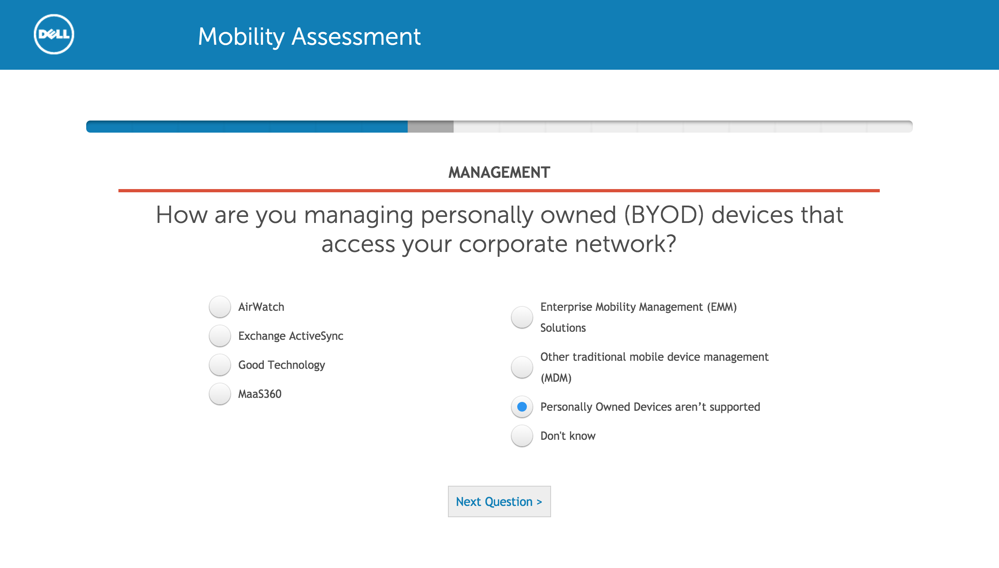 DELL
Mobility Assessment
MANAGEMENT
How are you managing personally owned (BYOD) devices that
access your corporate network?
AirWatch
Exchange ActiveSync
Good Technology
MaaS360
Enterprise Mobility Management (EMM)
Solutions
Other traditional mobile device management
(MDM)
Personally Owned Devices aren’t supported
Don't know
Next Question >